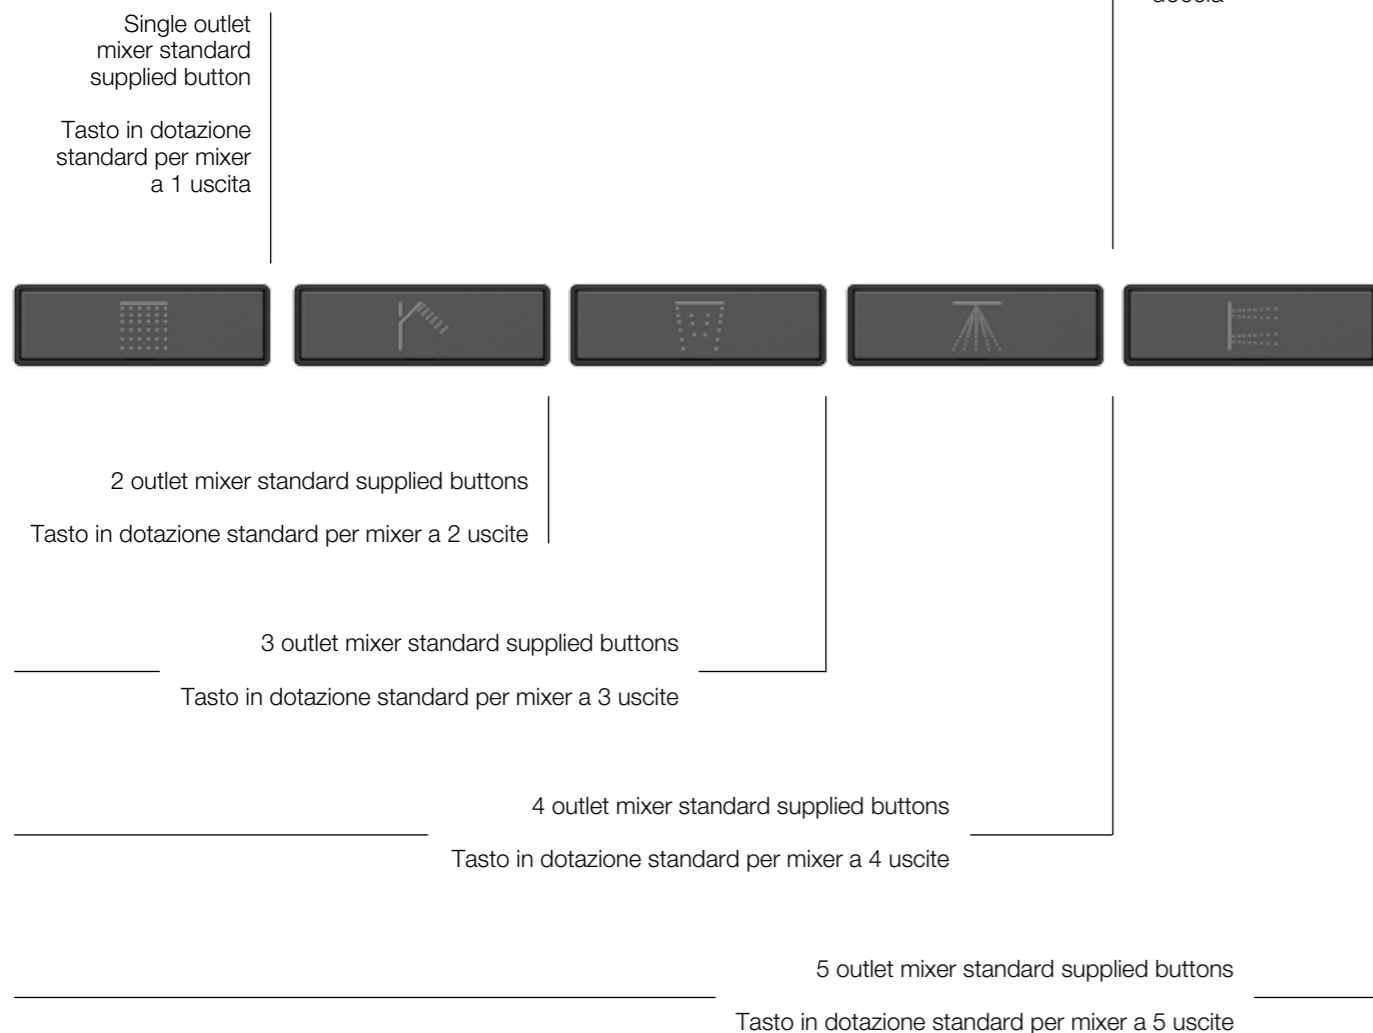 Single outlet
mixer standard
supplied button
Tasto in dotazione
standard per mixer
a 1 uscita
2 outlet mixer standard supplied buttons
Tasto in dotazione standard per mixer a 2 uscite
3 outlet mixer standard supplied buttons
Tasto in dotazione standard per mixer a 3 uscite
4 outlet mixer standard supplied buttons
Tasto in dotazione standard per mixer a 4 uscite
5 outlet mixer standard supplied buttons
Tasto in dotazione standard per mixer a 5 uscite